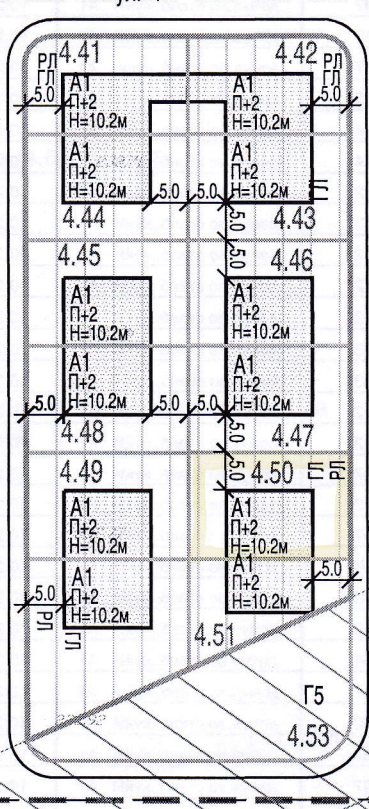 4.41
4.42
РЛ
ГЛ
РЛ
ГЛ
5.0
5.0
А1
П+2
Н=10.2м
А1
П+2
Н=10.2м
А1
П+2
Н=10.2м
А1
П+2
Н=10.2м
5.0
5.0
ГЛ
4.44
4.43
5.0
5.0
4.45
4.46
А1
П+2
Н=10.2м
А1
П+2
Н=10.2м
А1
П+2
Н=10.2м
А1
П+2
Н=10.2м
5.0
5.0
5.0
4.48
4.47
5.0
5.0
4.49
4.50
ГЛ
РЛ
А1
П+2
Н=10.2м
А1
П+2
Н=10.2м
А1
П+2
Н=10.2м
А1
П+2
Н=10.2м
5.0
5.0
РЛ
ГЛ
4.51
Г5
4.53